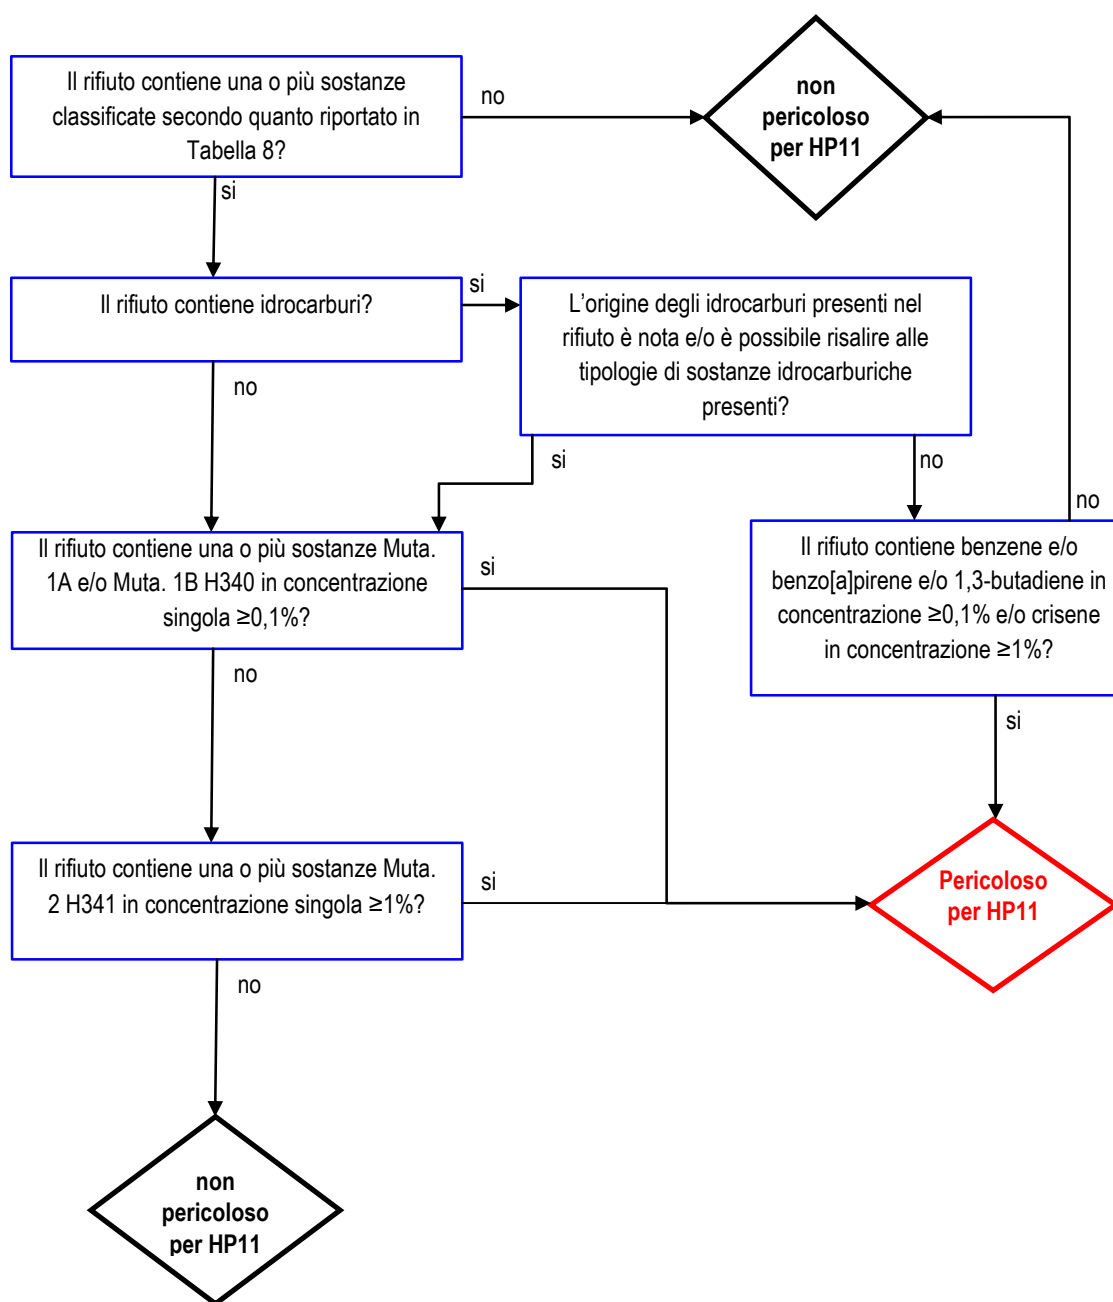 Il rifiuto contiene una o più sostanze
classificate secondo quanto riportato in
Tabella 8?
no
non
pericoloso
per HP11
si
Il rifiuto contiene idrocarburi?
si
L'origine degli idrocarburi presenti nel
rifiuto è nota e/o è possibile risalire alle
tipologie di sostanze idrocarburiche
presenti?
no
si
no
no
Il rifiuto contiene una o più sostanze Muta.
1A e/o Muta. 1B H340 in concentrazione
singola ≥0,1%?
si
Il rifiuto contiene benzene e/o
benzo[a]pirene e/o 1,3-butadiene in
concentrazione ≥0,1% e/o crisene
in concentrazione ≥1%?
no
si
Il rifiuto contiene una o più sostanze Muta.
2 H341 in concentrazione singola ≥1%?
si
Pericoloso
per HP11
no
non
pericoloso
per HP11